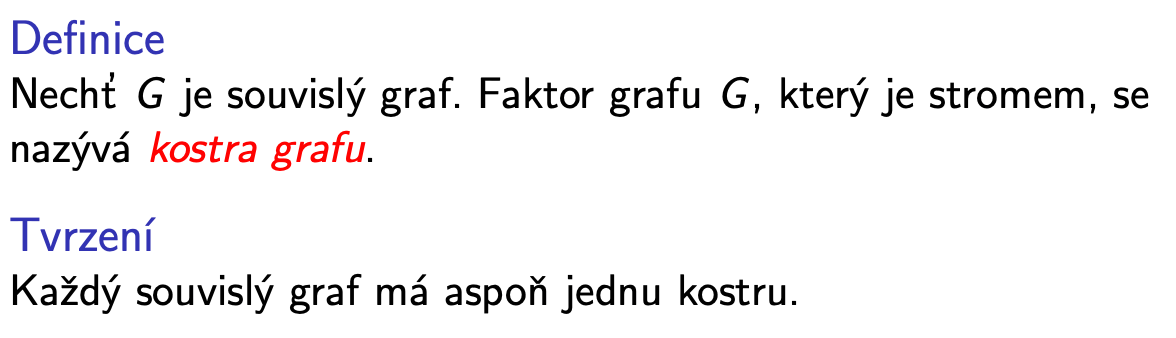 Definice
Nechť G je souvislý graf. Faktor grafu G, který je stromem, se
nazývá kostra grafu.
Tvrzení
Každý souvislý graf má aspoň jednu kostru.